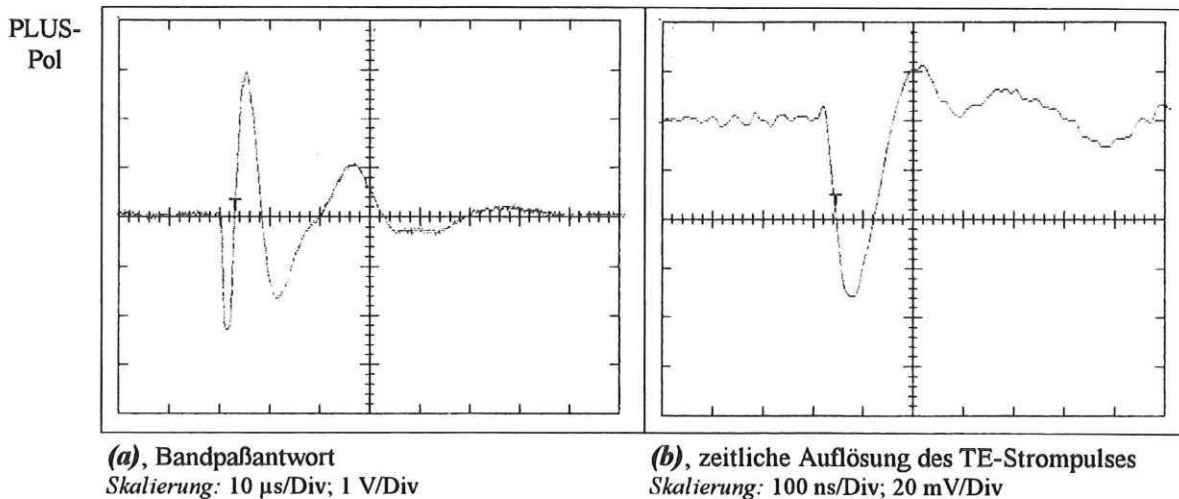 PLUS-
Pol
T
T
(a), Bandpaßantwort
Skalierung: 10 µs/Div; 1 V/Div
(b), zeitliche Auflösung des TE-Strompulses
Skalierung: 100 ns/Div; 20 mV/Div